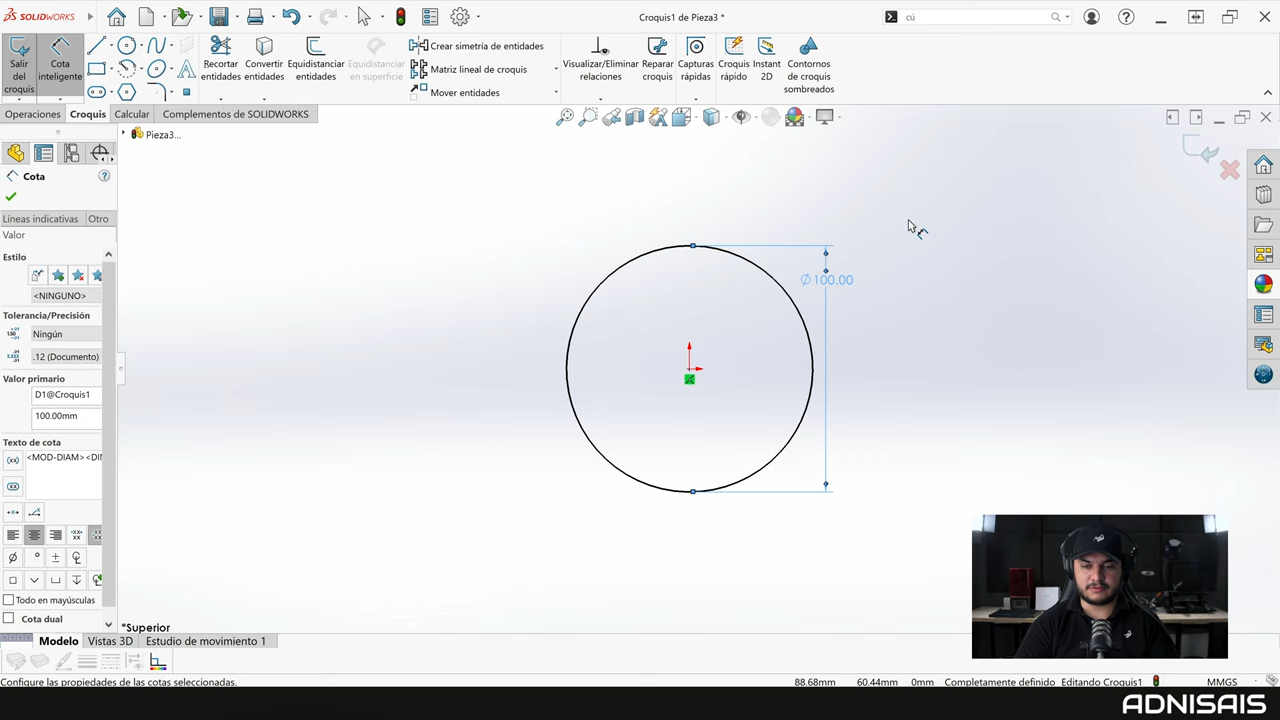 SOLIDWORKS
Croquis1 de Pieza3 *
cú
Salir del croquis
Cota inteligente
Recortar entidades
Convertir entidades
Equidistanciar entidades
Equidistanciar en superficie
Crear simetría de entidades
Matriz lineal de croquis
Mover entidades
Visualizar/Eliminar relaciones
Reparar croquis
Capturas rápidas
Croquis rápido
Instant 2D
Contornos de croquis sombreados
Operaciones
Croquis
Calcular
Complementos de SOLIDWORKS
Pieza3...
Cota
Líneas indicativas
Otro
Valor
Estilo
<NINGUNO>
Tolerancia/Precisión
Ningún
.12 (Documento)
Valor primario
D1@Croquis1
100.00mm
Texto de cota
<MOD-DIAM><DI
Todo en mayúsculas
Cota dual
∅100.00
*Superior
Modelo
Vistas 3D
Estudio de movimiento 1
Configure las propiedades de las cotas seleccionadas.
88.68mm
60.44mm
0mm
Completamente definido
Editando Croquis1
MMGS
ADNISAIS